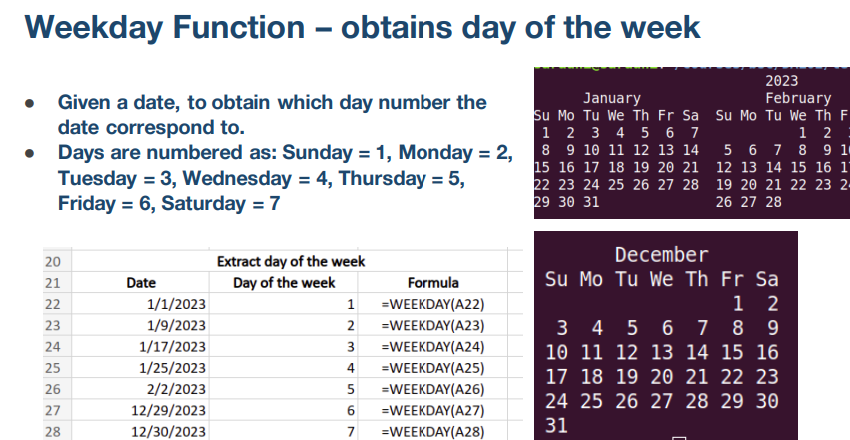 Weekday Function – obtains day of the week
● Given a date, to obtain which day number the
date correspond to.
● Days are numbered as: Sunday = 1, Monday = 2,
Tuesday = 3, Wednesday = 4, Thursday = 5,
Friday = 6, Saturday = 7
2023
January February
Su Mo Tu We Th Fr Sa Su Mo Tu We Th F
1 2 3 4 5 6 7 1 2
8 9 10 11 12 13 14 5 6 7 8 9
15 16 17 18 19 20 21 12 13 14 15 16
22 23 24 25 26 27 28 19 20 21 22 23
29 30 31 26 27 28
20 Extract day of the week
21 Date Day of the week Formula
22 1/1/2023 1 =WEEKDAY(A22)
23 1/9/2023 2 =WEEKDAY(A23)
24 1/17/2023 3 =WEEKDAY(A24)
25 1/25/2023 4 =WEEKDAY(A25)
26 2/2/2023 5 =WEEKDAY(A26)
27 12/29/2023 6 =WEEKDAY(A27)
28 12/30/2023 7 =WEEKDAY(A28)
December
Su Mo Tu We Th Fr Sa
1 2
3 4 5 6 7 8 9
10 11 12 13 14 15 16
17 18 19 20 21 22 23
24 25 26 27 28 29 30
31